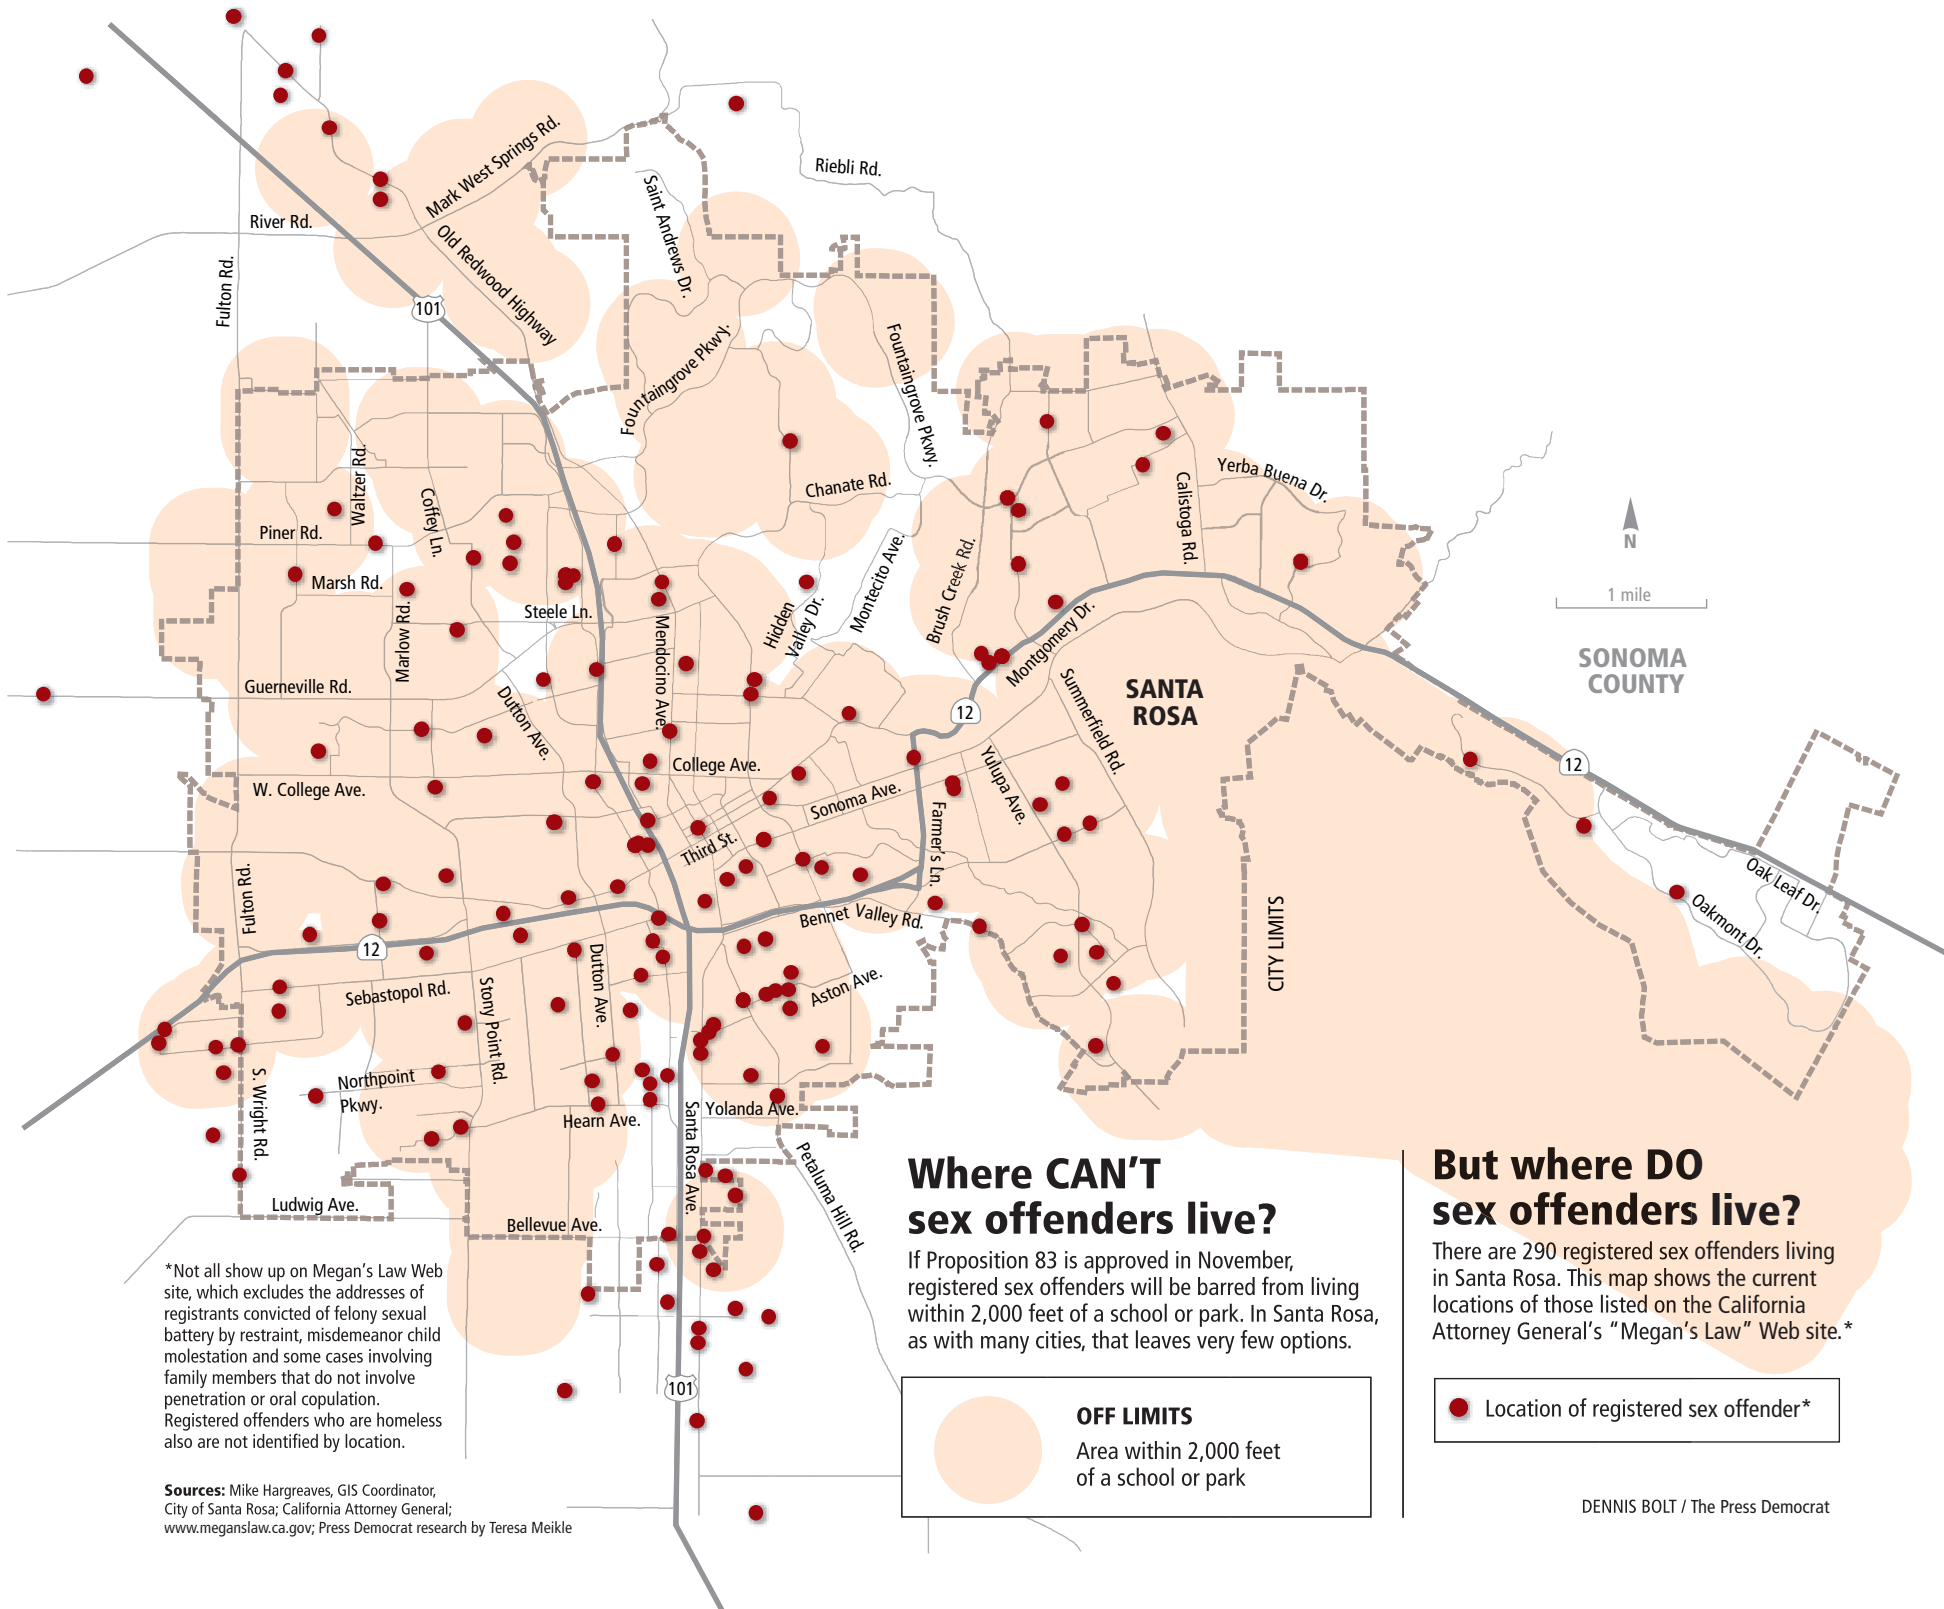 Riebli Rd.
Mark West Springs Rd.
Saint Andrews Dr.
River Rd.
Old Redwood Highway
Fulton Rd.
101
Fountaingrove Pkwy.
Fountaingrove Pkwy.
Waltzer Rd.
Coffey Ln.
Chanate Rd.
Yerba Buena Dr.
Calistoga Rd.
Piner Rd.
Marsh Rd.
Marlow Rd.
Steele Ln.
Mendocino Ave.
Hidden
Valley Dr.
Montecito Ave.
Brush Creek Rd.
Montgomery Dr.
N
1 mile
SONOMA
COUNTY
Guerneville Rd.
Dutton Ave.
Summerfield Rd.
SANTA
ROSA
12
12
W. College Ave.
College Ave.
Sonoma Ave.
Yulupa Ave.
Third St.
Farmer's Ln.
Oak Leaf Dr.
Oakmont Dr.
Fulton Rd.
12
Bennet Valley Rd.
CITY LIMITS
Sebastopol Rd.
Stony Point Rd.
Dutton Ave.
Aston Ave.
S. Wright Rd.
Northpoint
Pkwy.
Hearn Ave.
Santa Rosa Ave.
Yolanda Ave.
Petaluma Hill Rd.
Ludwig Ave.
Bellevue Ave.
101
Where CAN'T
sex offenders live?
If Proposition 83 is approved in November,
registered sex offenders will be barred from living
within 2,000 feet of a school or park. In Santa Rosa,
as with many cities, that leaves very few options.
OFF LIMITS
Area within 2,000 feet
of a school or park
But where DO
sex offenders live?
There are 290 registered sex offenders living
in Santa Rosa. This map shows the current
locations of those listed on the California
Attorney General's “Megan's Law” Web site.*
Location of registered sex offender*
*Not all show up on Megan's Law Web
site, which excludes the addresses of
registrants convicted of felony sexual
battery by restraint, misdemeanor child
molestation and some cases involving
family members that do not involve
penetration or oral copulation.
Registered offenders who are homeless
also are not identified by location.
Sources: Mike Hargreaves, GIS Coordinator,
City of Santa Rosa; California Attorney General;
www.meganslaw.ca.gov; Press Democrat research by Teresa Meikle
DENNIS BOLT / The Press Democrat